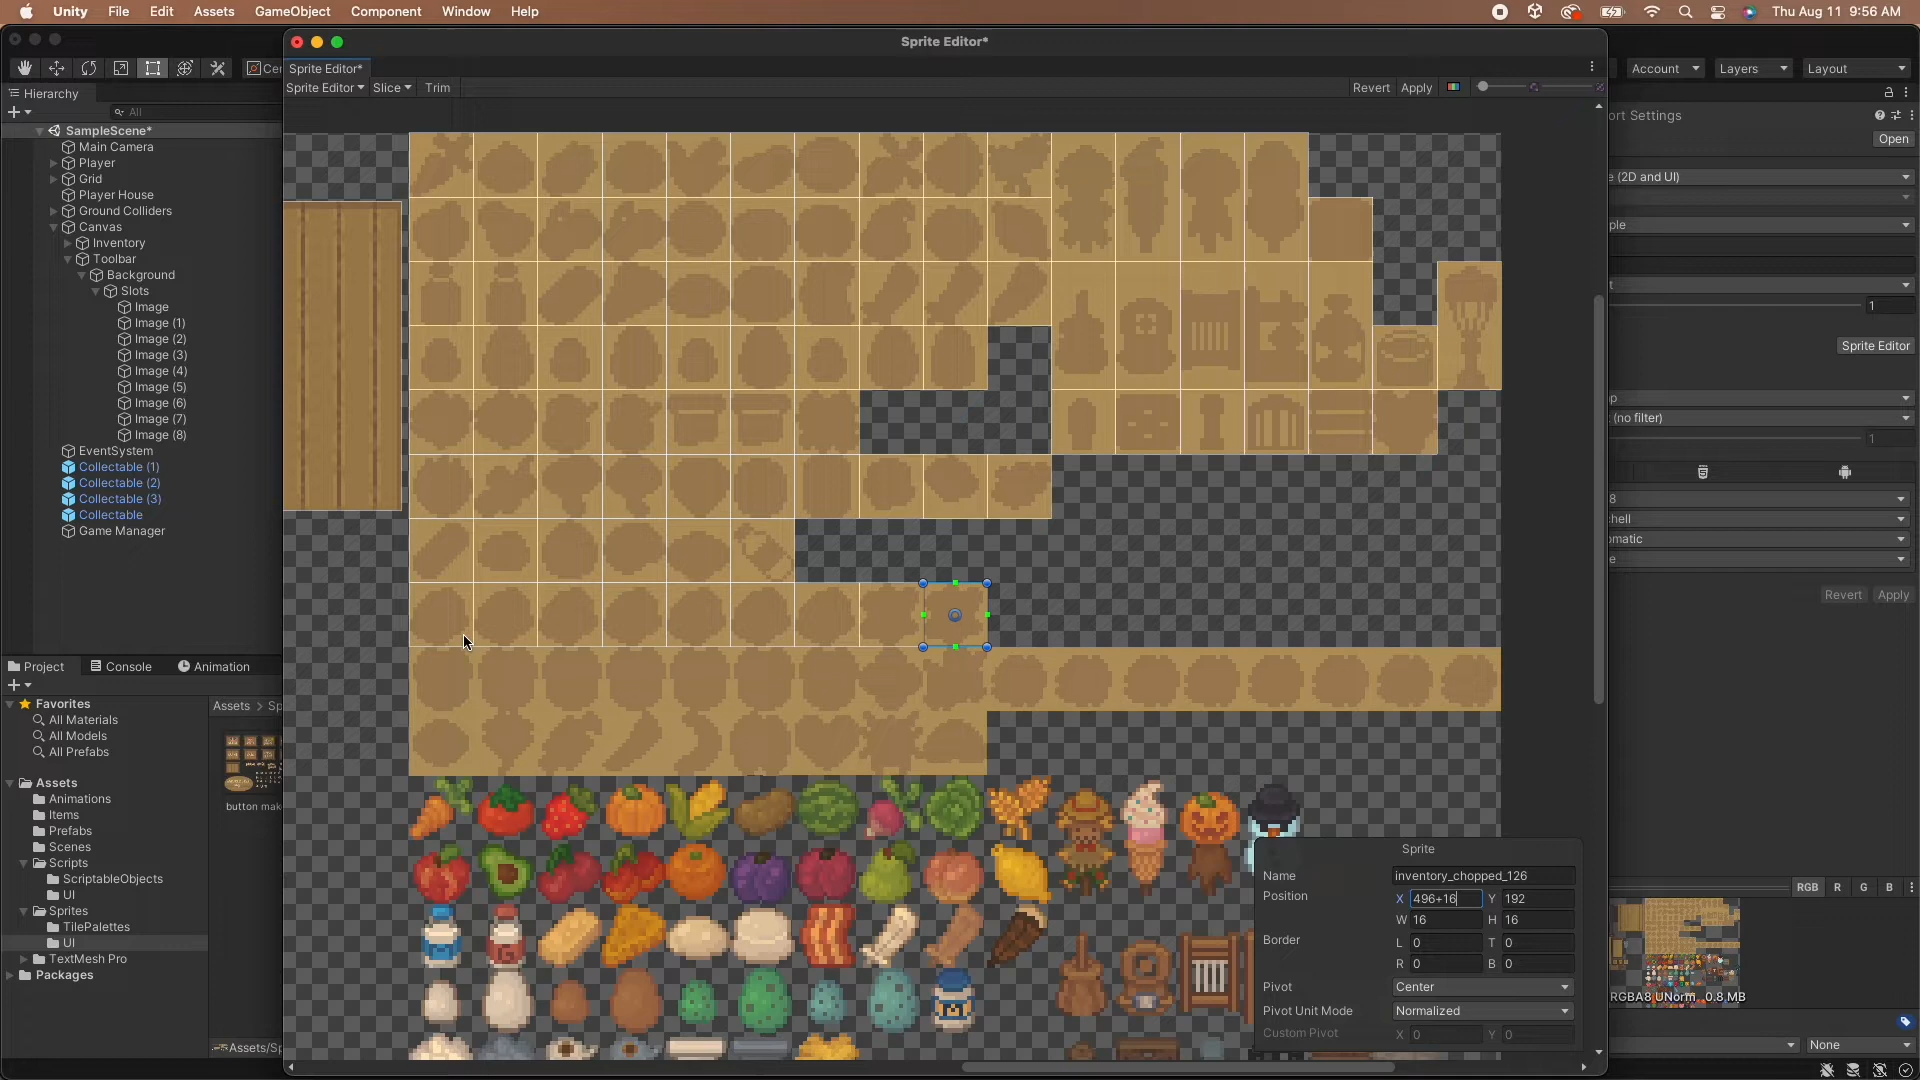 Unity File Edit Assets GameObject Component Window Help
Thu Aug 11 9:56 AM
Sprite Editor*
Sprite Editor*
Sprite Editor Slice Trim
Revert Apply
Account Layers Layout
Hierarchy
All
SampleScene*
Main Camera
Player
Grid
Player House
Ground Colliders
Canvas
Inventory
Toolbar
Background
Slots
Image
Image (1)
Image (2)
Image (3)
Image (4)
Image (5)
Image (6)
Image (7)
Image (8)
EventSystem
Collectable (1)
Collectable (2)
Collectable (3)
Collectable
Game Manager
ort Settings
Open
e (2D and UI)
ple
t
1
Sprite Editor
p
(no filter)
1
8
hell
omatic
e
Revert Apply
Project Console Animation
Favorites
All Materials
All Models
All Prefabs
Assets
Animations
Items
Prefabs
Scenes
Scripts
ScriptableObjects
UI
Sprites
TilePalettes
UI
TextMesh Pro
Packages
Assets > Sp
button mak
Assets/Sp
Sprite
Name inventory_chopped_126
Position X 496+16 Y 192
W 16 H 16
Border L 0 T 0
R 0 B 0
Pivot Center
Pivot Unit Mode Normalized
Custom Pivot X 0 Y 0
RGB R G B
RGBA8 UNorm 0.8 MB
None